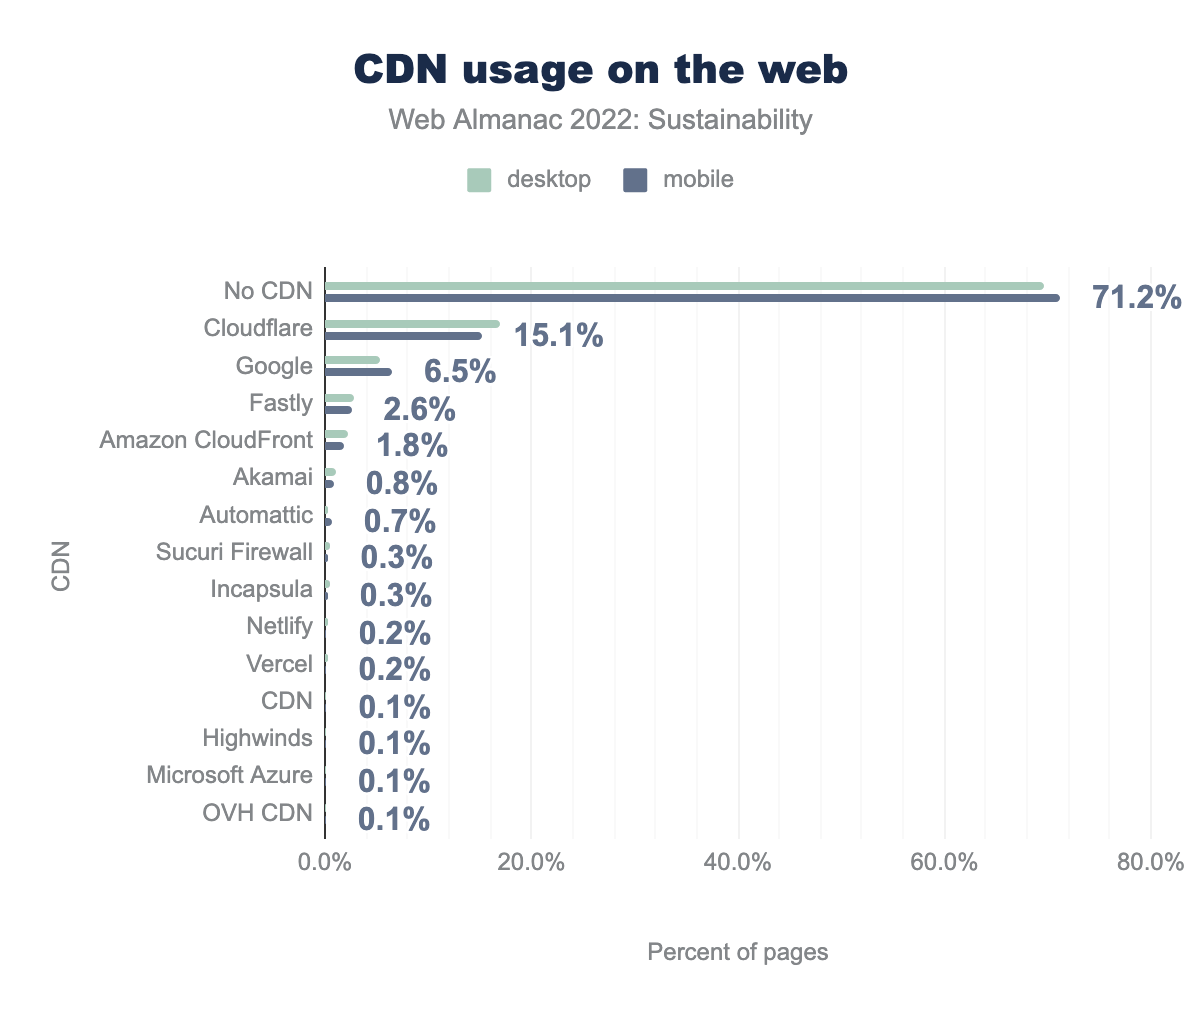 CDN usage on the web
Web Almanac 2022: Sustainability
desktop mobile
No CDN 71.2%
Cloudflare 15.1%
Google 6.5%
Fastly 2.6%
Amazon CloudFront 1.8%
Akamai 0.8%
Automattic 0.7%
Sucuri Firewall 0.3%
Incapsula 0.3%
Netlify 0.2%
Vercel 0.2%
CDN 0.1%
Highwinds 0.1%
Microsoft Azure 0.1%
OVH CDN 0.1%
CDN
0.0% 20.0% 40.0% 60.0% 80.0%
Percent of pages